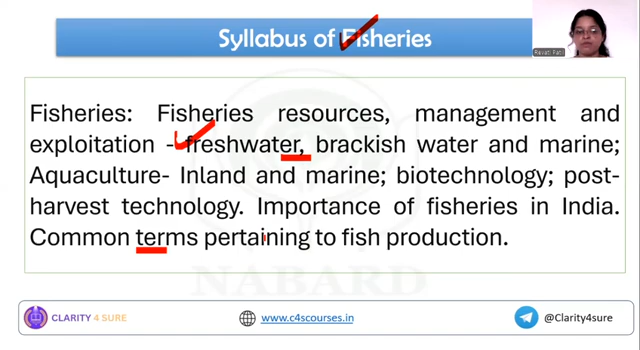 Syllabus of Fisheries
Revati Patil
Fisheries: Fisheries resources, management and
exploitation - freshwater, brackish water and marine;
Aquaculture- Inland and marine; biotechnology; post-
harvest technology. Importance of fisheries in India.
Common terms pertaining to fish production.
NABARD
CLARITY 4 SURE
www.c4scourses.in
@Clarity4sure